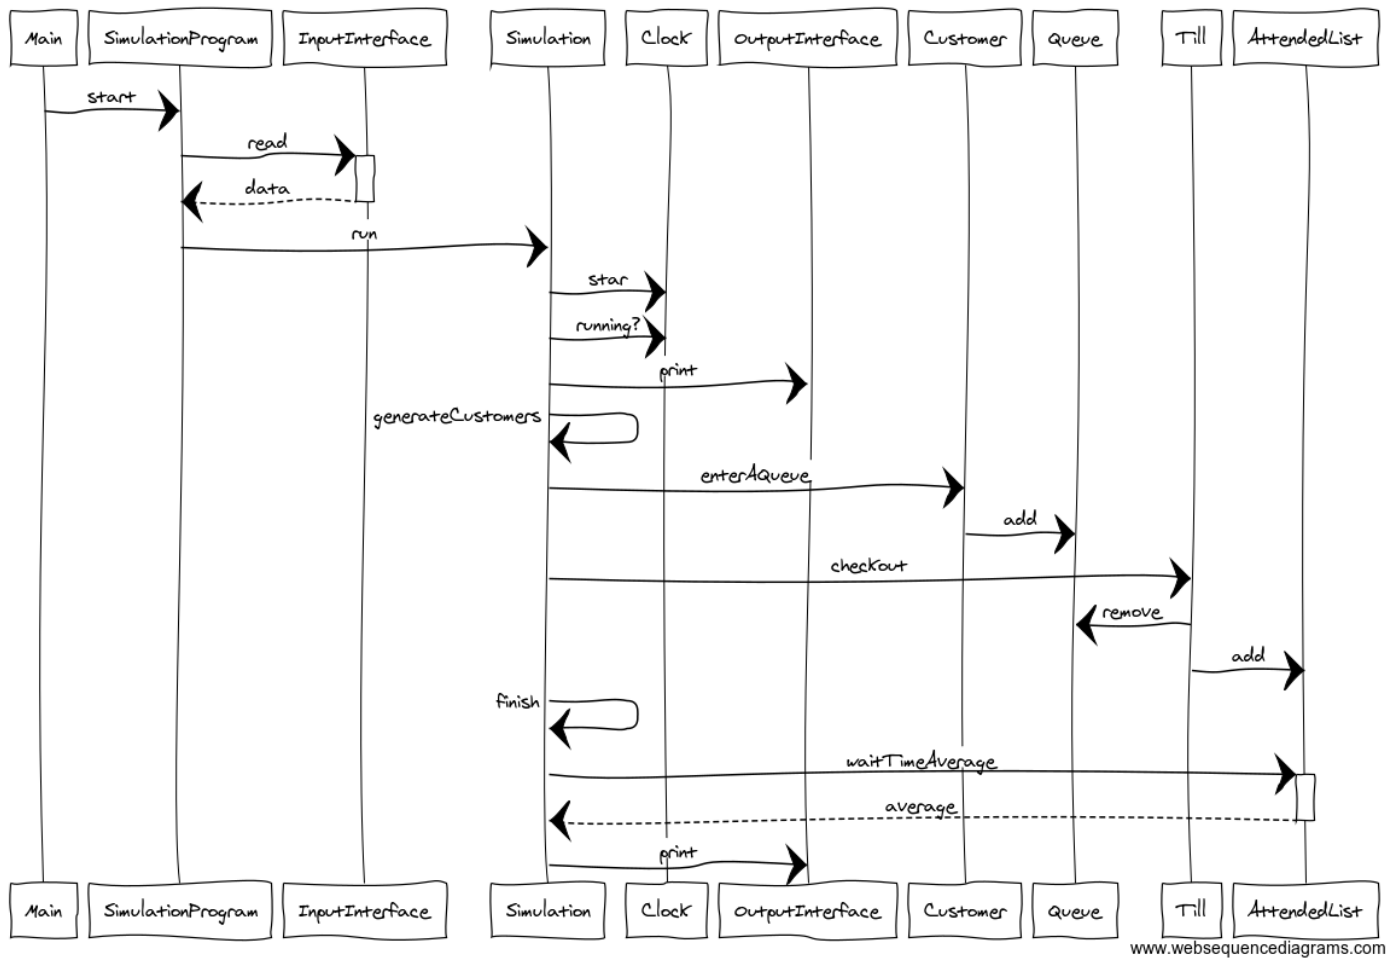 Main SimulationProgram InputInterface Simulation Clock OutputInterface Customer Queue Till AttendedList
start
read
data
run
star
running?
print
generateCustomers
enterAQueue
add
checkout
remove
add
finish
waitTimeAverage
average
print
Main SimulationProgram InputInterface Simulation Clock OutputInterface Customer Queue Till AttendedList
www.websequencediagrams.com